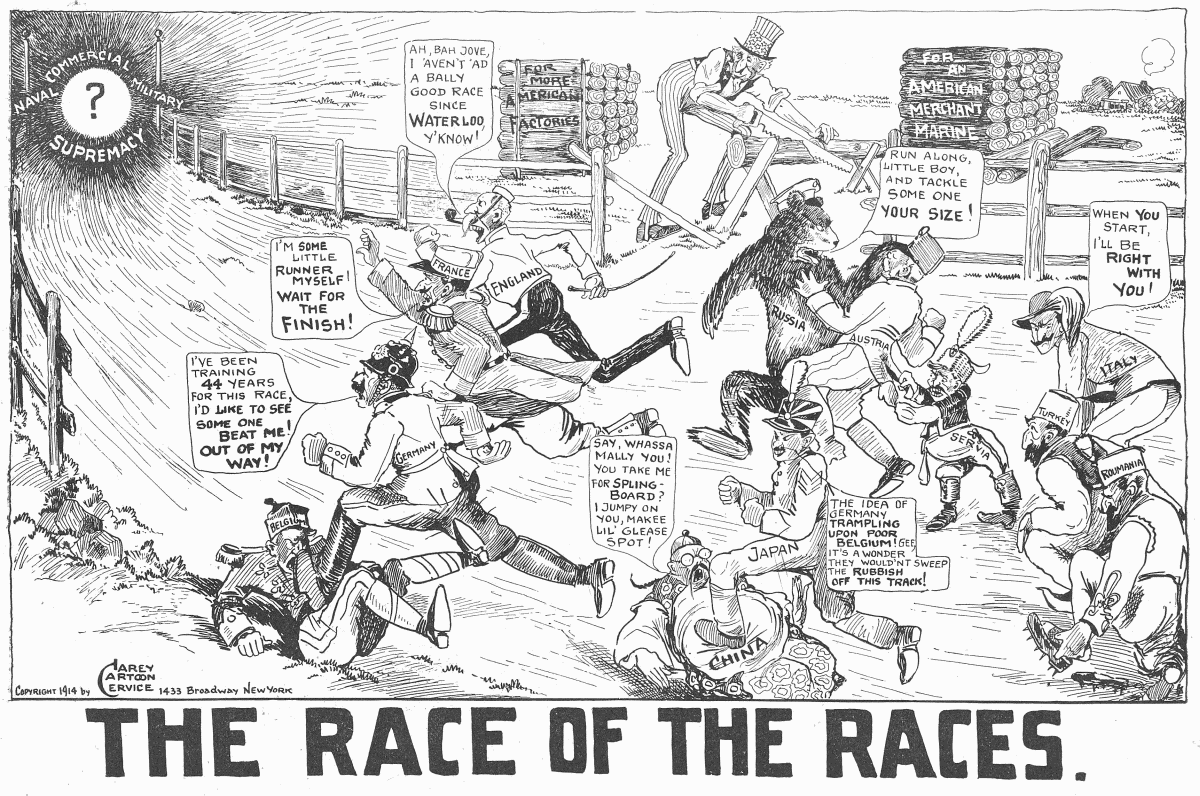 NAVAL COMMERCIAL MILITARY
?
SUPREMACY
AH, BAH JOVE,
I 'AVEN'T 'AD
A BALLY
GOOD RACE
SINCE
WATERLOO,
Y'KNOW!
FOR
MORE
AMERICAN
FACTORIES
FOR
AN
AMERICAN
MERCHANT
MARINE
RUN ALONG,
LITTLE BOY,
AND TACKLE
SOME ONE
YOUR SIZE!
WHEN YOU
START,
I'LL BE
RIGHT
WITH
YOU!
I'M SOME
LITTLE
RUNNER
MYSELF!
WAIT FOR
THE
FINISH!
FRANCE
ENGLAND
RUSSIA
AUSTRIA
SERVIA
ITALY
TURKEY
ROUMANIA
I'VE BEEN
TRAINING
44 YEARS
FOR THIS RACE,
I'D LIKE TO SEE
SOME ONE
BEAT ME!
OUT OF MY
WAY!
GERMANY
BELGIUM
SAY, WHASSA
MALLY YOU!
YOU TAKE ME
FOR SPLING-
BOARD?
I JUMPY ON
YOU, MAKEE
LIL' GLEASE
SPOT!
JAPAN
CHINA
THE IDEA OF
GERMANY
TRAMPLING
UPON POOR
BELGIUM! GEE,
IT'S A WONDER
THEY WOULD'NT SWEEP
THE RUBBISH
OFF THIS TRACK!
COPYRIGHT 1914 by CHAREY
CARTOON
SERVICE 1433 Broadway NEW YORK
THE RACE OF THE RACES.